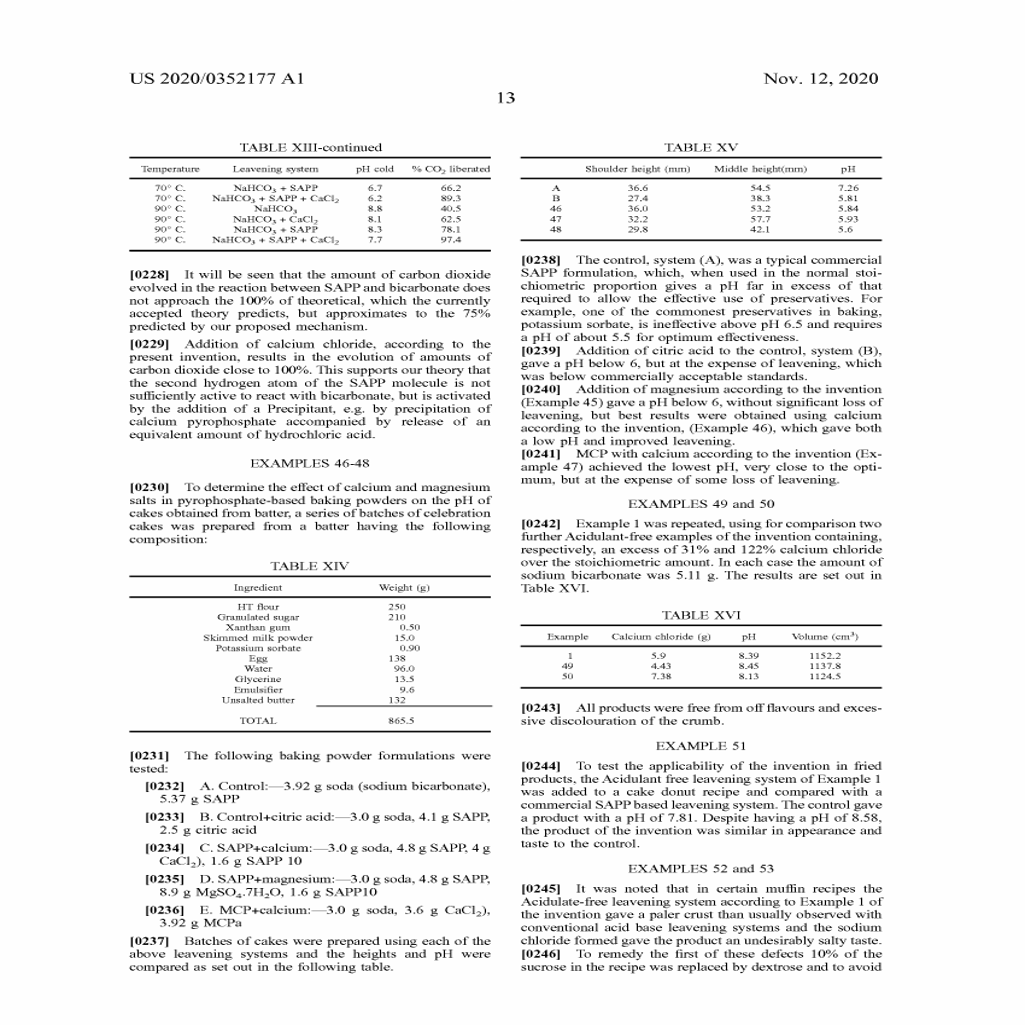 US 2020/0352177 A1
Nov. 12, 2020
13
TABLE XIII-continued
Temperature Leavening system pH cold % CO2 liberated
70° C. NaHCO3 + SAPP 6.7 66.2
70° C. NaHCO3 + SAPP + CaCl2 6.2 89.3
90° C. NaHCO3 8.8 40.5
90° C. NaHCO3 + CaCl2 8.1 62.5
90° C. NaHCO3 + SAPP 8.3 78.1
90° C. NaHCO3 + SAPP + CaCl2 7.7 97.4
[0228] It will be seen that the amount of carbon dioxide
evolved in the reaction between SAPP and bicarbonate does
not approach the 100% of theoretical, which the currently
accepted theory predicts, but approximates to the 75%
predicted by our proposed mechanism.
[0229] Addition of calcium chloride, according to the
present invention, results in the evolution of amounts of
carbon dioxide close to 100%. This supports our theory that
the second hydrogen atom of the SAPP molecule is not
sufficiently active to react with bicarbonate, but is activated
by the addition of a Precipitant, e.g. by precipitation of
calcium pyrophosphate accompanied by release of an
equivalent amount of hydrochloric acid.
EXAMPLES 46-48
[0230] To determine the effect of calcium and magnesium
salts in pyrophosphate-based baking powders on the pH of
cakes obtained from batter, a series of batches of celebration
cakes was prepared from a batter having the following
composition:
TABLE XIV
Ingredient Weight (g)
HT flour 250
Granulated sugar 210
Xanthan gum 0.50
Skimmed milk powder 15.0
Potassium sorbate 0.90
Egg 138
Water 96.0
Glycerine 13.5
Emulsifier 9.6
Unsalted butter 132
TOTAL 865.5
[0231] The following baking powder formulations were
tested:
[0232] A. Control:—3.92 g soda (sodium bicarbonate),
5.37 g SAPP
[0233] B. Control+citric acid:—3.0 g soda, 4.1 g SAPP,
2.5 g citric acid
[0234] C. SAPP+calcium:—3.0 g soda, 4.8 g SAPP, 4 g
CaCl2), 1.6 g SAPP 10
[0235] D. SAPP+magnesium:—3.0 g soda, 4.8 g SAPP,
8.9 g MgSO4.7H2O, 1.6 g SAPP10
[0236] E. MCP+calcium:—3.0 g soda, 3.6 g CaCl2),
3.92 g MCPa
[0237] Batches of cakes were prepared using each of the
above leavening systems and the heights and pH were
compared as set out in the following table.
TABLE XV
Shoulder height (mm) Middle height(mm) pH
A 36.6 54.5 7.26
B 27.4 38.3 5.81
46 36.0 53.2 5.84
47 32.2 57.7 5.93
48 29.8 42.1 5.6
[0238] The control, system (A), was a typical commercial
SAPP formulation, which, when used in the normal stoi-
chiometric proportion gives a pH far in excess of that
required to allow the effective use of preservatives. For
example, one of the commonest preservatives in baking,
potassium sorbate, is ineffective above pH 6.5 and requires
a pH of about 5.5 for optimum effectiveness.
[0239] Addition of citric acid to the control, system (B),
gave a pH below 6, but at the expense of leavening, which
was below commercially acceptable standards.
[0240] Addition of magnesium according to the invention
(Example 45) gave a pH below 6, without significant loss of
leavening, but best results were obtained using calcium
according to the invention, (Example 46), which gave both
a low pH and improved leavening.
[0241] MCP with calcium according to the invention (Ex-
ample 47) achieved the lowest pH, very close to the opti-
mum, but at the expense of some loss of leavening.
EXAMPLES 49 and 50
[0242] Example 1 was repeated, using for comparison two
further Acidulant-free examples of the invention containing,
respectively, an excess of 31% and 122% calcium chloride
over the stoichiometric amount. In each case the amount of
sodium bicarbonate was 5.11 g. The results are set out in
Table XVI.
TABLE XVI
Example Calcium chloride (g) pH Volume (cm3)
1 5.9 8.39 1152.2
49 4.43 8.45 1137.8
50 7.38 8.13 1124.5
[0243] All products were free from off flavours and exces-
sive discolouration of the crumb.
EXAMPLE 51
[0244] To test the applicability of the invention in fried
products, the Acidulant free leavening system of Example 1
was added to a cake donut recipe and compared with a
commercial SAPP based leavening system. The control gave
a product with a pH of 7.81. Despite having a pH of 8.58,
the product of the invention was similar in appearance and
taste to the control.
EXAMPLES 52 and 53
[0245] It was noted that in certain muffin recipes the
Acidulate-free leavening system according to Example 1 of
the invention gave a paler crust than usually observed with
conventional acid base leavening systems and the sodium
chloride formed gave the product an undesirably salty taste.
[0246] To remedy the first of these defects 10% of the
sucrose in the recipe was replaced by dextrose and to avoid